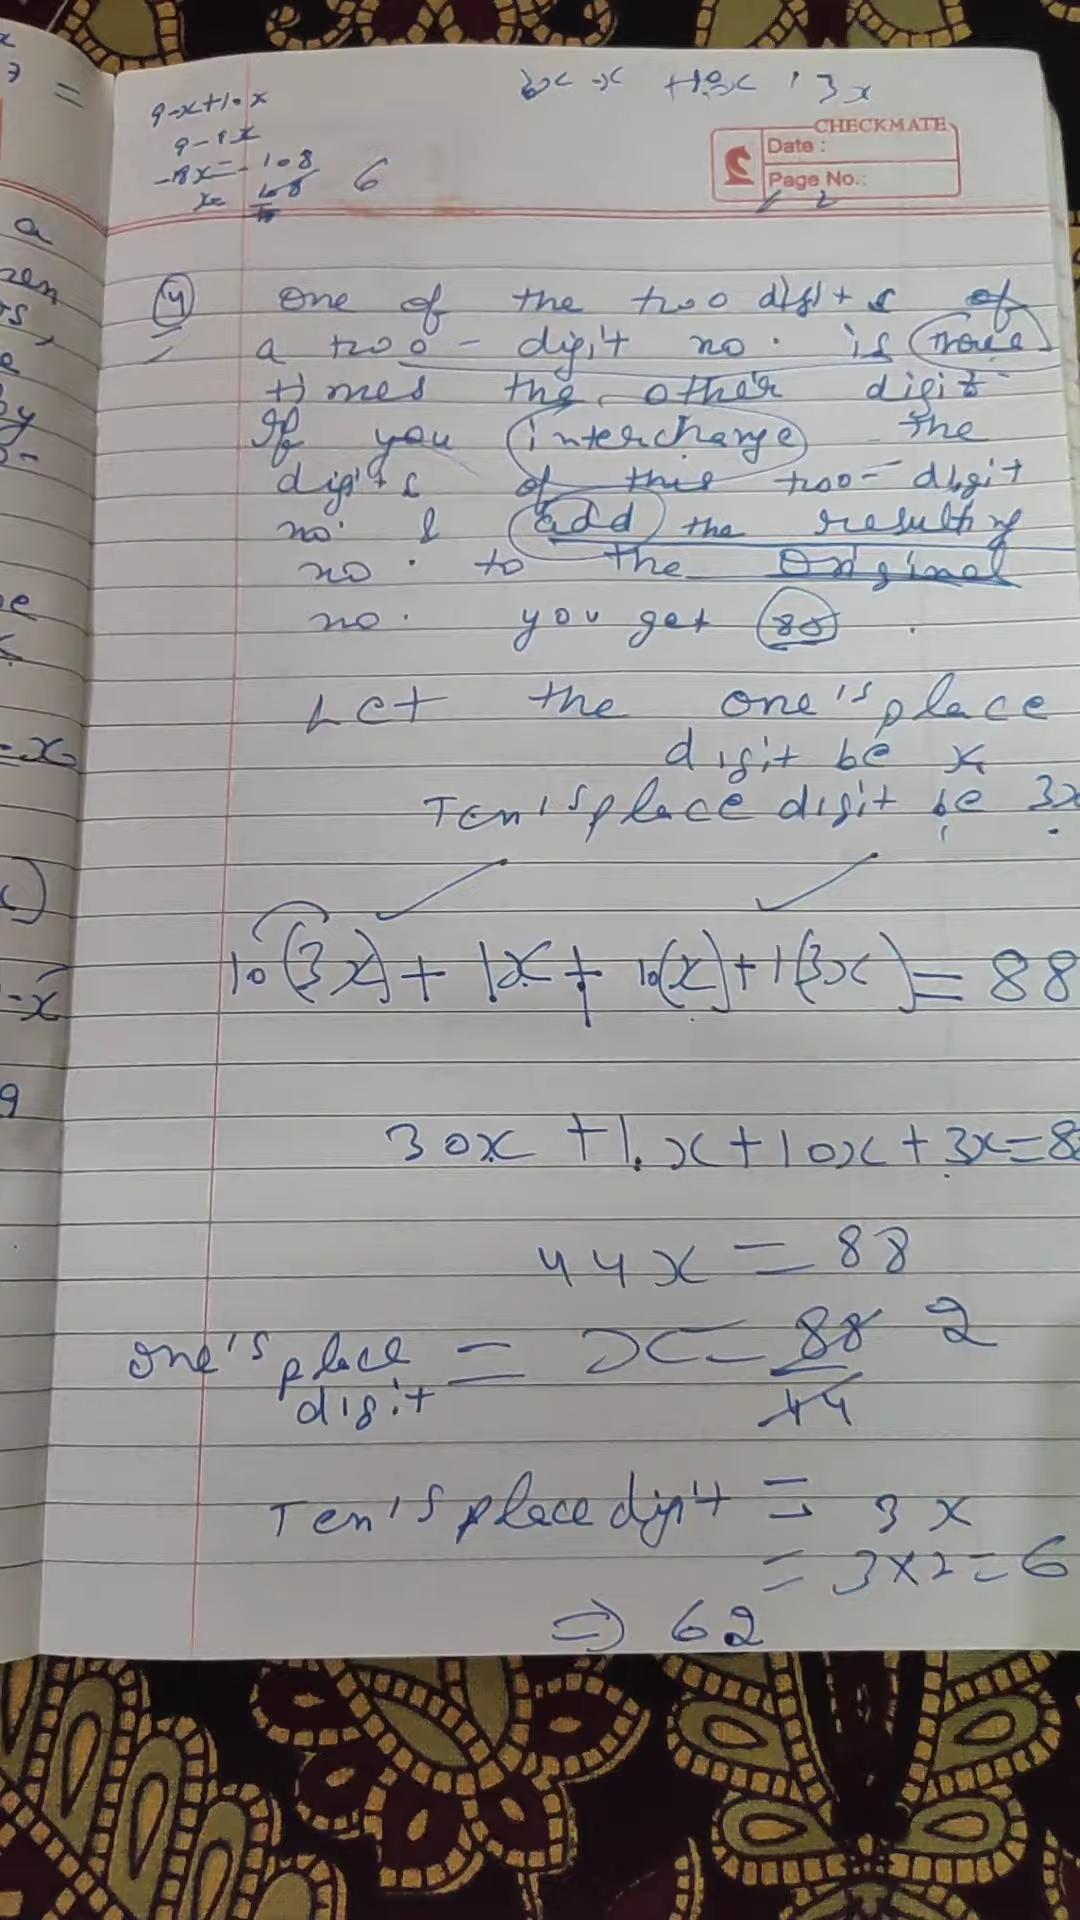 9-x+10x
-18x=-108
6
CHECKMATE
Date :
Page No.:
(4) One of the two digits of
a two-digit no. is three
times the other digit
If you interchange the
digits of this two-digit
no. & add the resulting
no. to the original
no. you get 88.
Let the one's place
digit be x
Ten's place digit be 3x
10(3x)+1x+10(x)+1(3x)=88
30x+1.x+10x+3x=8
44x=88
one's place digit = x = 88/44 2
Ten's place digit = 3x
= 3×2=6
⇒ 62